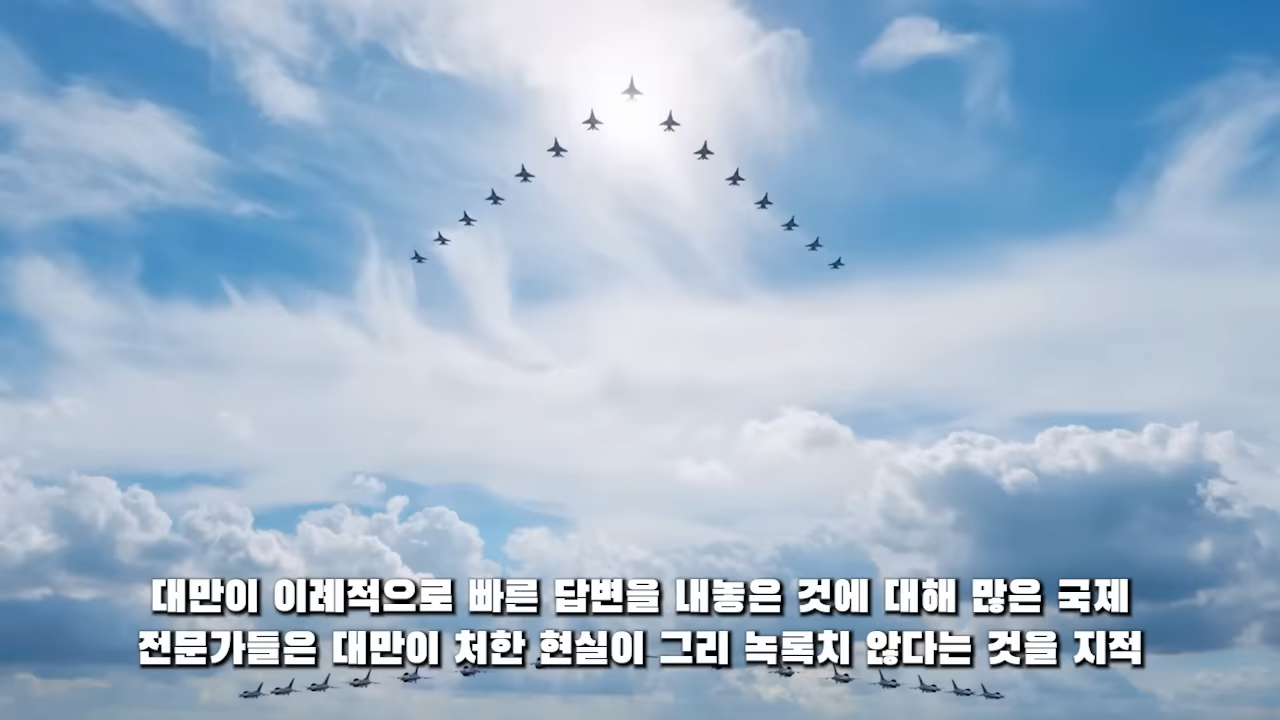 대만이 이례적으로 빠른 답변을 내놓은 것에 대해 많은 국제
전문가들은 대만이 처한 현실이 그리 녹록치 않다는 것을 지적